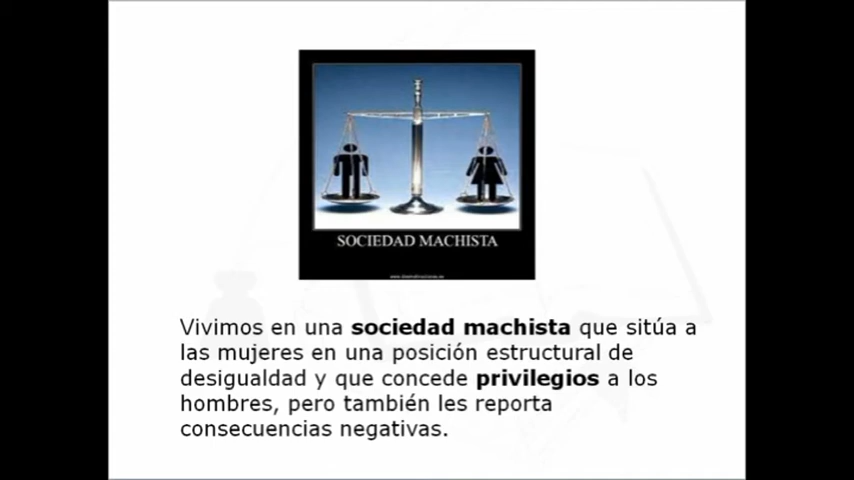 SOCIEDAD MACHISTA
Vivimos en una sociedad machista que sitúa a
las mujeres en una posición estructural de
desigualdad y que concede privilegios a los
hombres, pero también les reporta
consecuencias negativas.